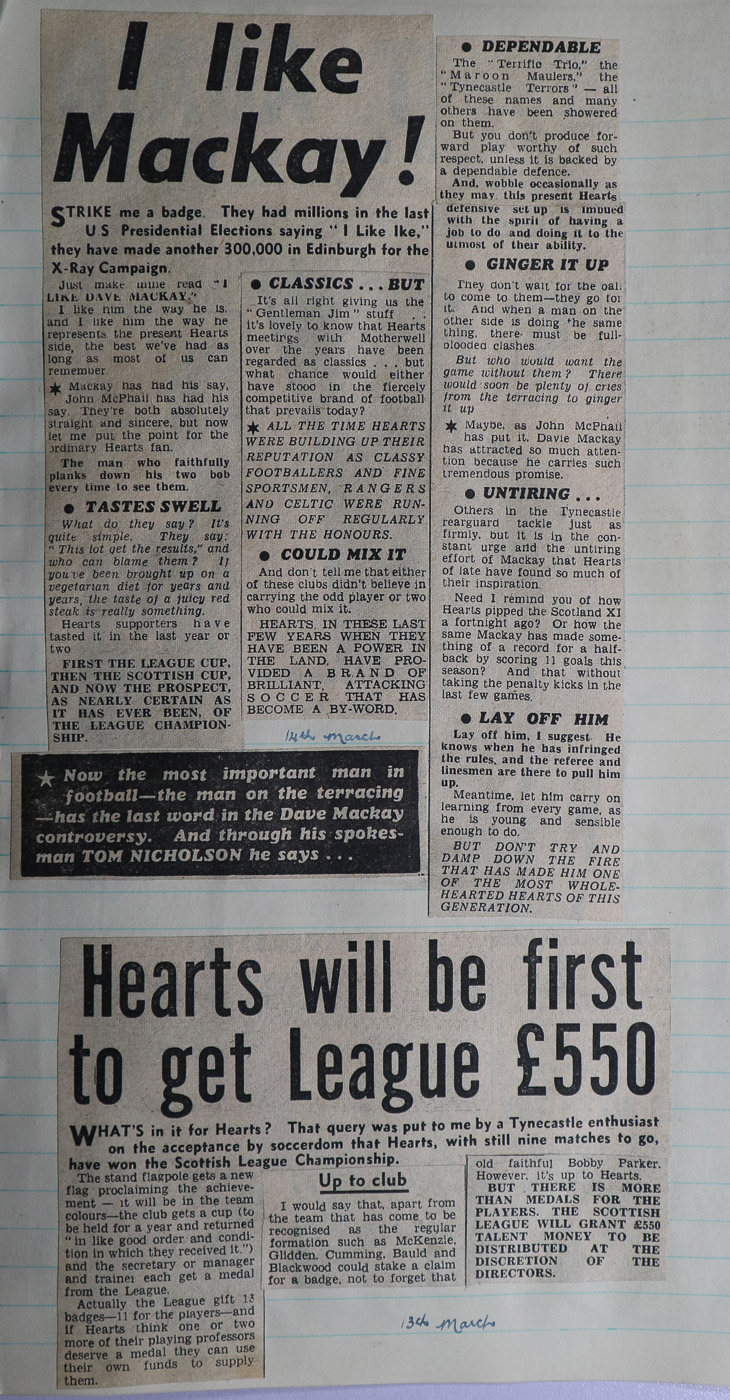 I like
Mackay!
STRIKE me a badge. They had millions in the last
US Presidential Elections saying "I Like Ike,"
they have made another 300,000 in Edinburgh for the
X-Ray Campaign.
Just make mine read "I
LIKE DAVE MACKAY."
I like him the way he is,
and I like him the way he
represents the present Hearts
side, the best we've had as
long as most of us can
remember.
★ Mackay has had his say,
John McPhail has had his
say. They're both absolutely
straight and sincere, but now
let me put the point for the
ordinary Hearts fan.
The man who faithfully
planks down his two bob
every time to see them.
● TASTES SWELL
What do they say? It's
quite simple. They say:
"This lot get the results," and
who can blame them? If
you've been brought up on a
vegetarian diet for years and
years, the taste of a juicy red
steak is really something.
Hearts supporters have
tasted it in the last year or
two
FIRST THE LEAGUE CUP,
THEN THE SCOTTISH CUP,
AND NOW THE PROSPECT,
AS NEARLY CERTAIN AS
IT HAS EVER BEEN, OF
THE LEAGUE CHAMPION-
SHIP.
● CLASSICS . . . BUT
It's all right giving us the
"Gentleman Jim" stuff . .
it's lovely to know that Hearts
meetings with Motherwell
over the years have been
regarded as classics . . . but
what chance would either
have stood in the fiercely
competitive brand of football
that prevails today?
★ ALL THE TIME HEARTS
WERE BUILDING UP THEIR
REPUTATION AS CLASSY
FOOTBALLERS AND FINE
SPORTSMEN, RANGERS
AND CELTIC WERE RUN-
NING OFF REGULARLY
WITH THE HONOURS.
● COULD MIX IT
And don't tell me that either
of these clubs didn't believe in
carrying the odd player or two
who could mix it.
HEARTS, IN THESE LAST
FEW YEARS WHEN THEY
HAVE BEEN A POWER IN
THE LAND, HAVE PRO-
VIDED A BRAND OF
BRILLIANT, ATTACKING
SOCCER THAT HAS
BECOME A BY-WORD.
14th March
★ Now the most important man in
football—the man on the terracing
—has the last word in the Dave Mackay
controversy. And through his spokes-
man TOM NICHOLSON he says . . .
● DEPENDABLE
The "Terrific Trio," the
"Maroon Maulers," the
"Tynecastle Terrors" — all
of these names and many
others have been showered
on them.
But you don't produce for-
ward play worthy of such
respect, unless it is backed by
a dependable defence.
And, wobble occasionally as
they may, this present Hearts
defensive set up is imbued
with the spirit of having a
job to do and doing it to the
utmost of their ability.
● GINGER IT UP
They don't wait for the ball
to come to them—they go for
it. And when a man on the
other side is doing the same
thing, there must be full-
blooded clashes
But who would want the
game without them? There
would soon be plenty of cries
from the terracing to ginger
it up
★ Maybe, as John McPhail
has put it, Davie Mackay
has attracted so much atten-
tion because he carries such
tremendous promise.
● UNTIRING . . .
Others in the Tynecastle
rearguard tackle just as
firmly, but it is in the con-
stant urge and the untiring
effort of Mackay that Hearts
of late have found so much of
their inspiration.
Need I remind you of how
Hearts pipped the Scotland XI
a fortnight ago? Or how the
same Mackay has made some-
thing of a record for a half-
back by scoring 11 goals this
season? And that without
taking the penalty kicks in the
last few games.
● LAY OFF HIM
Lay off him, I suggest. He
knows when he has infringed
the rules, and the referee and
linesmen are there to pull him
up.
Meantime, let him carry on
learning from every game, as
he is young and sensible
enough to do.
BUT DON'T TRY AND
DAMP DOWN THE FIRE
THAT HAS MADE HIM ONE
OF THE MOST WHOLE-
HEARTED HEARTS OF THIS
GENERATION.
Hearts will be first
to get League £550
WHAT'S in it for Hearts? That query was put to me by a Tynecastle enthusiast
on the acceptance by soccerdom that Hearts, with still nine matches to go,
have won the Scottish League Championship.
The stand flagpole gets a new
flag proclaiming the achieve-
ment — it will be in the team
colours—the club gets a cup (to
be held for a year and returned
"in like good order and condi-
tion in which they received it.")
and the secretary or manager
and trainer each get a medal
from the League.
Actually the League gift 13
badges—11 for the players—and
if Hearts think one or two
more of their playing professors
deserve a medal they can use
their own funds to supply
them.
Up to club
I would say that, apart from
the team that has come to be
recognised as the regular
formation such as McKenzie,
Glidden, Cumming, Bauld and
Blackwood could stake a claim
for a badge, not to forget that
old faithful Bobby Parker.
However, it's up to Hearts.
BUT THERE IS MORE
THAN MEDALS FOR THE
PLAYERS. THE SCOTTISH
LEAGUE WILL GRANT £550
TALENT MONEY TO BE
DISTRIBUTED AT THE
DISCRETION OF THE
DIRECTORS.
13th March